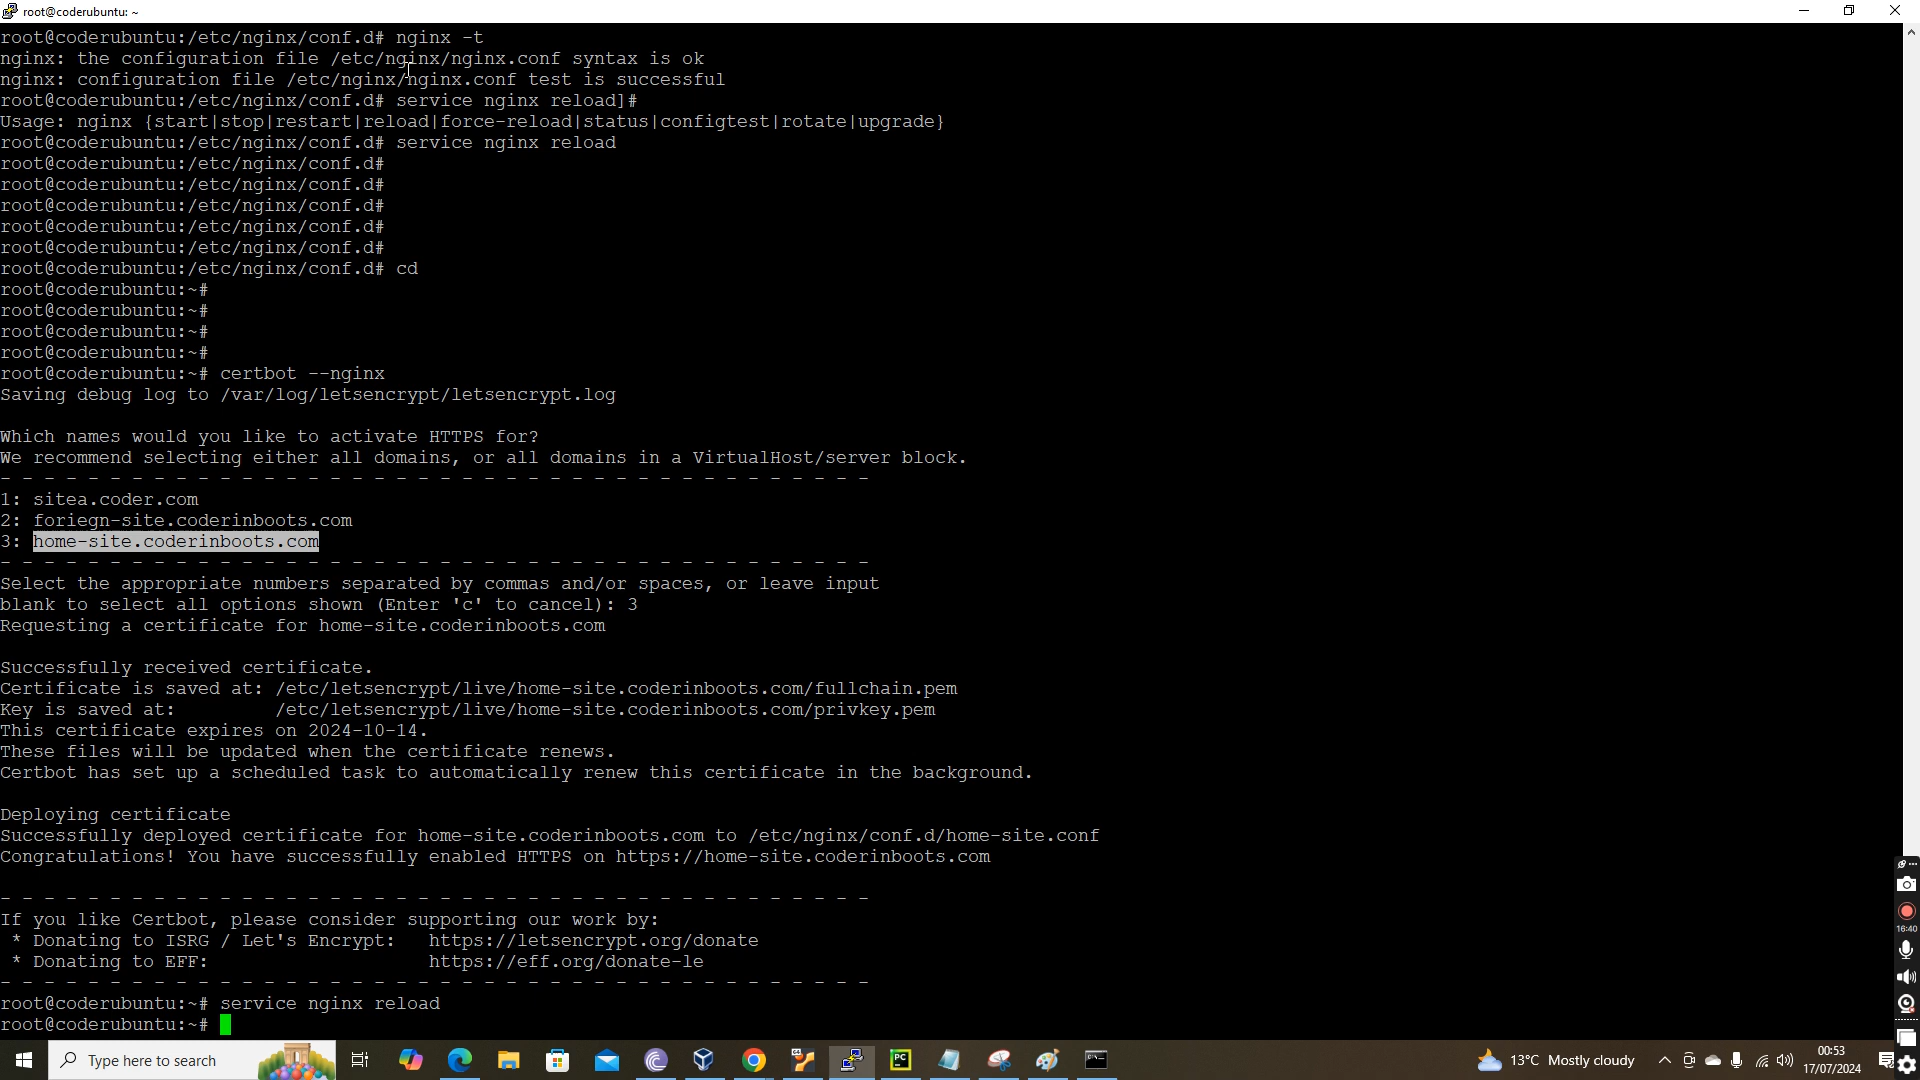 root@coderubuntu: ~
root@coderubuntu:/etc/nginx/conf.d# nginx -t
nginx: the configuration file /etc/nginx/nginx.conf syntax is ok
nginx: configuration file /etc/nginx/nginx.conf test is successful
root@coderubuntu:/etc/nginx/conf.d# service nginx reload]#
Usage: nginx {start|stop|restart|reload|force-reload|status|configtest|rotate|upgrade}
root@coderubuntu:/etc/nginx/conf.d# service nginx reload
root@coderubuntu:/etc/nginx/conf.d#
root@coderubuntu:/etc/nginx/conf.d#
root@coderubuntu:/etc/nginx/conf.d#
root@coderubuntu:/etc/nginx/conf.d#
root@coderubuntu:/etc/nginx/conf.d#
root@coderubuntu:/etc/nginx/conf.d# cd
root@coderubuntu:~#
root@coderubuntu:~#
root@coderubuntu:~#
root@coderubuntu:~#
root@coderubuntu:~# certbot --nginx
Saving debug log to /var/log/letsencrypt/letsencrypt.log
Which names would you like to activate HTTPS for?
We recommend selecting either all domains, or all domains in a VirtualHost/server block.
- - - - - - - - - - - - - - - - - - - - - - - - - - - - - - - - - - - - - - - -
1: sitea.coder.com
2: foriegn-site.coderinboots.com
3: home-site.coderinboots.com
- - - - - - - - - - - - - - - - - - - - - - - - - - - - - - - - - - - - - - - -
Select the appropriate numbers separated by commas and/or spaces, or leave input
blank to select all options shown (Enter 'c' to cancel): 3
Requesting a certificate for home-site.coderinboots.com
Successfully received certificate.
Certificate is saved at: /etc/letsencrypt/live/home-site.coderinboots.com/fullchain.pem
Key is saved at:         /etc/letsencrypt/live/home-site.coderinboots.com/privkey.pem
This certificate expires on 2024-10-14.
These files will be updated when the certificate renews.
Certbot has set up a scheduled task to automatically renew this certificate in the background.
Deploying certificate
Successfully deployed certificate for home-site.coderinboots.com to /etc/nginx/conf.d/home-site.conf
Congratulations! You have successfully enabled HTTPS on https://home-site.coderinboots.com
- - - - - - - - - - - - - - - - - - - - - - - - - - - - - - - - - - - - - - - -
If you like Certbot, please consider supporting our work by:
 * Donating to ISRG / Let's Encrypt:   https://letsencrypt.org/donate
 * Donating to EFF:                    https://eff.org/donate-le
- - - - - - - - - - - - - - - - - - - - - - - - - - - - - - - - - - - - - - - -
root@coderubuntu:~# service nginx reload
root@coderubuntu:~#
16:40
Type here to search
PC
13°C Mostly cloudy
00:53
17/07/2024